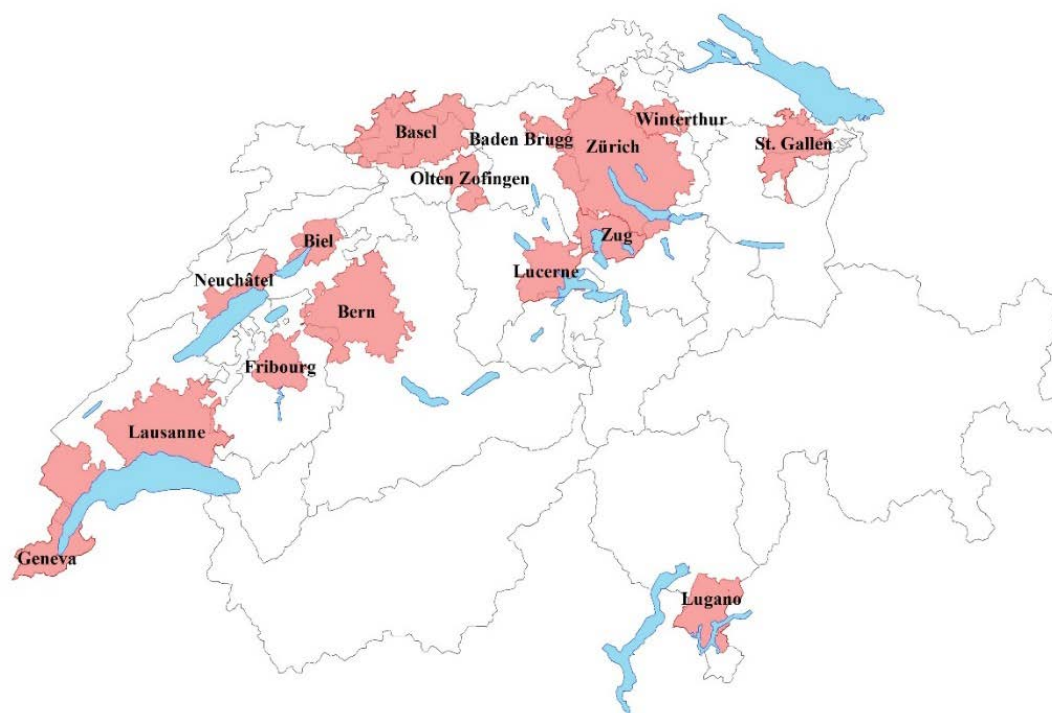 Winterthur
Basel
Baden Brugg
Zürich
St. Gallen
Olten Zofingen
Biel
Zug
Neuchâtel
Lucerne
Bern
Fribourg
Lausanne
Geneva
Lugano